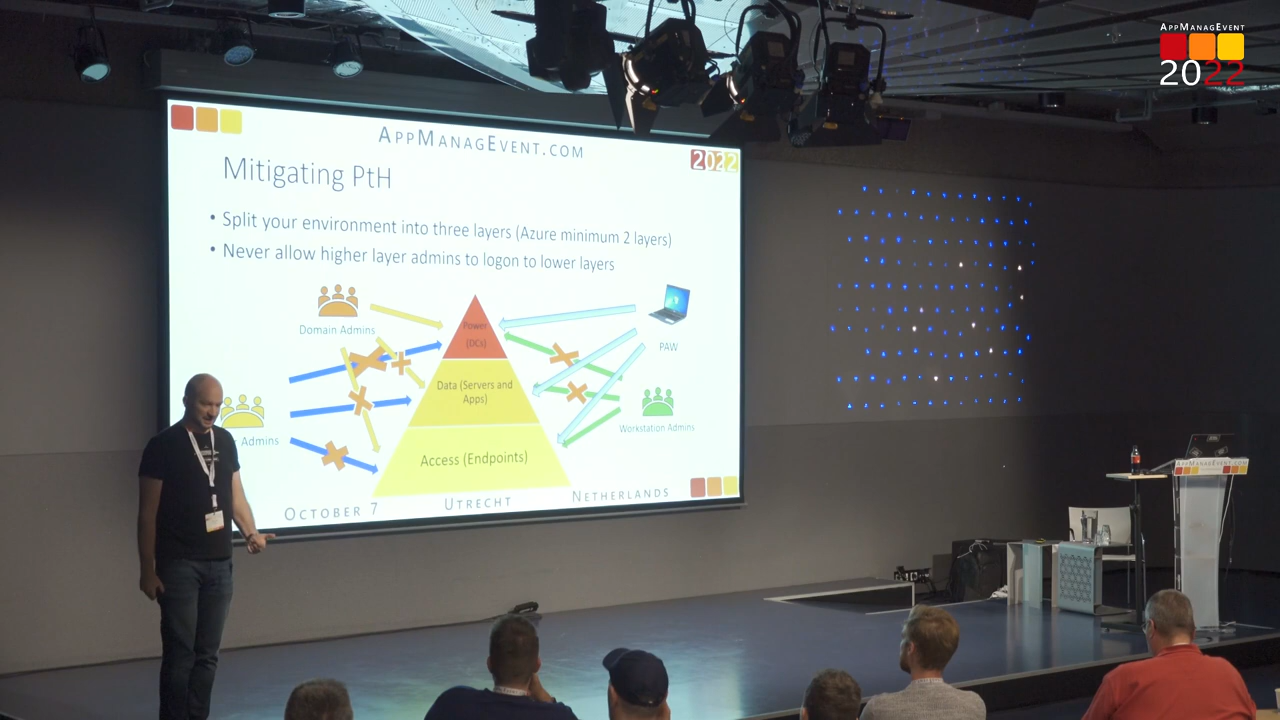 APPMANAGEVENT
2022
APPMANAGEVENT.COM
2022
Mitigating PtH
• Split your environment into three layers (Azure minimum 2 layers)
• Never allow higher layer admins to logon to lower layers
Domain Admins
Power
(DCs)
PAW
Data (Servers and
Apps)
Admins
Workstation Admins
Access (Endpoints)
OCTOBER 7
UTRECHT
NETHERLANDS
APPMANAGEVENT.COM